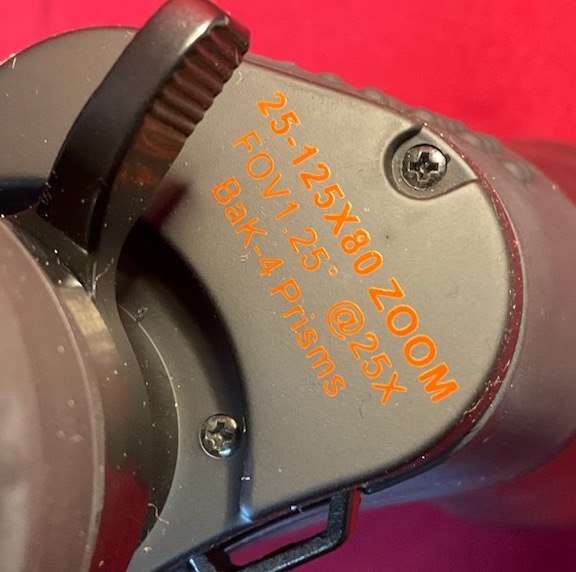 25-125X80 ZOOM
FOV1.25° @25X
BaK-4 Prisms